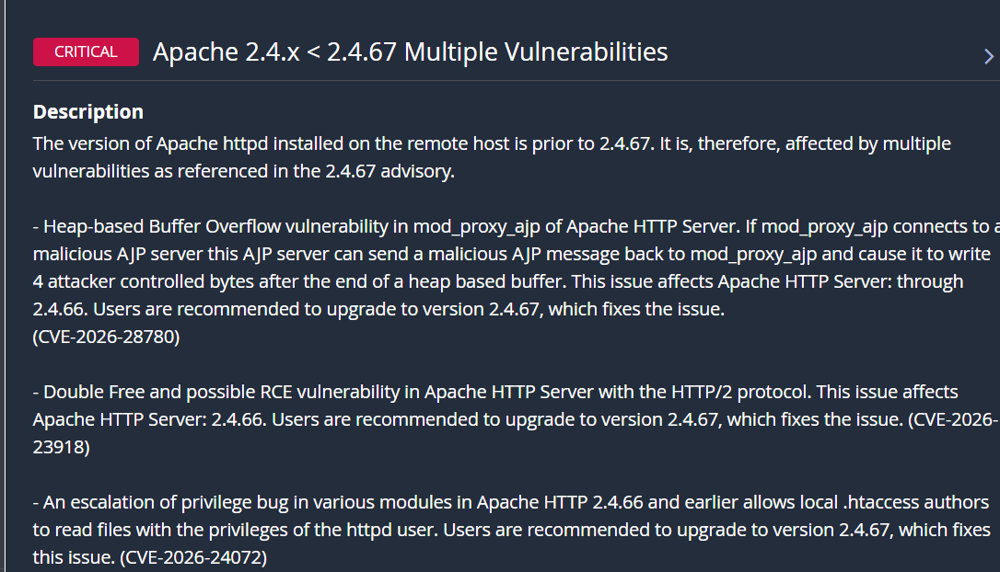 CRITICAL Apache 2.4.x < 2.4.67 Multiple Vulnerabilities
Description
The version of Apache httpd installed on the remote host is prior to 2.4.67. It is, therefore, affected by multiple
vulnerabilities as referenced in the 2.4.67 advisory.
- Heap-based Buffer Overflow vulnerability in mod_proxy_ajp of Apache HTTP Server. If mod_proxy_ajp connects to a
malicious AJP server this AJP server can send a malicious AJP message back to mod_proxy_ajp and cause it to write
4 attacker controlled bytes after the end of a heap based buffer. This issue affects Apache HTTP Server: through
2.4.66. Users are recommended to upgrade to version 2.4.67, which fixes the issue.
(CVE-2026-28780)
- Double Free and possible RCE vulnerability in Apache HTTP Server with the HTTP/2 protocol. This issue affects
Apache HTTP Server: 2.4.66. Users are recommended to upgrade to version 2.4.67, which fixes the issue. (CVE-2026-
23918)
- An escalation of privilege bug in various modules in Apache HTTP 2.4.66 and earlier allows local .htaccess authors
to read files with the privileges of the httpd user. Users are recommended to upgrade to version 2.4.67, which fixes
this issue. (CVE-2026-24072)